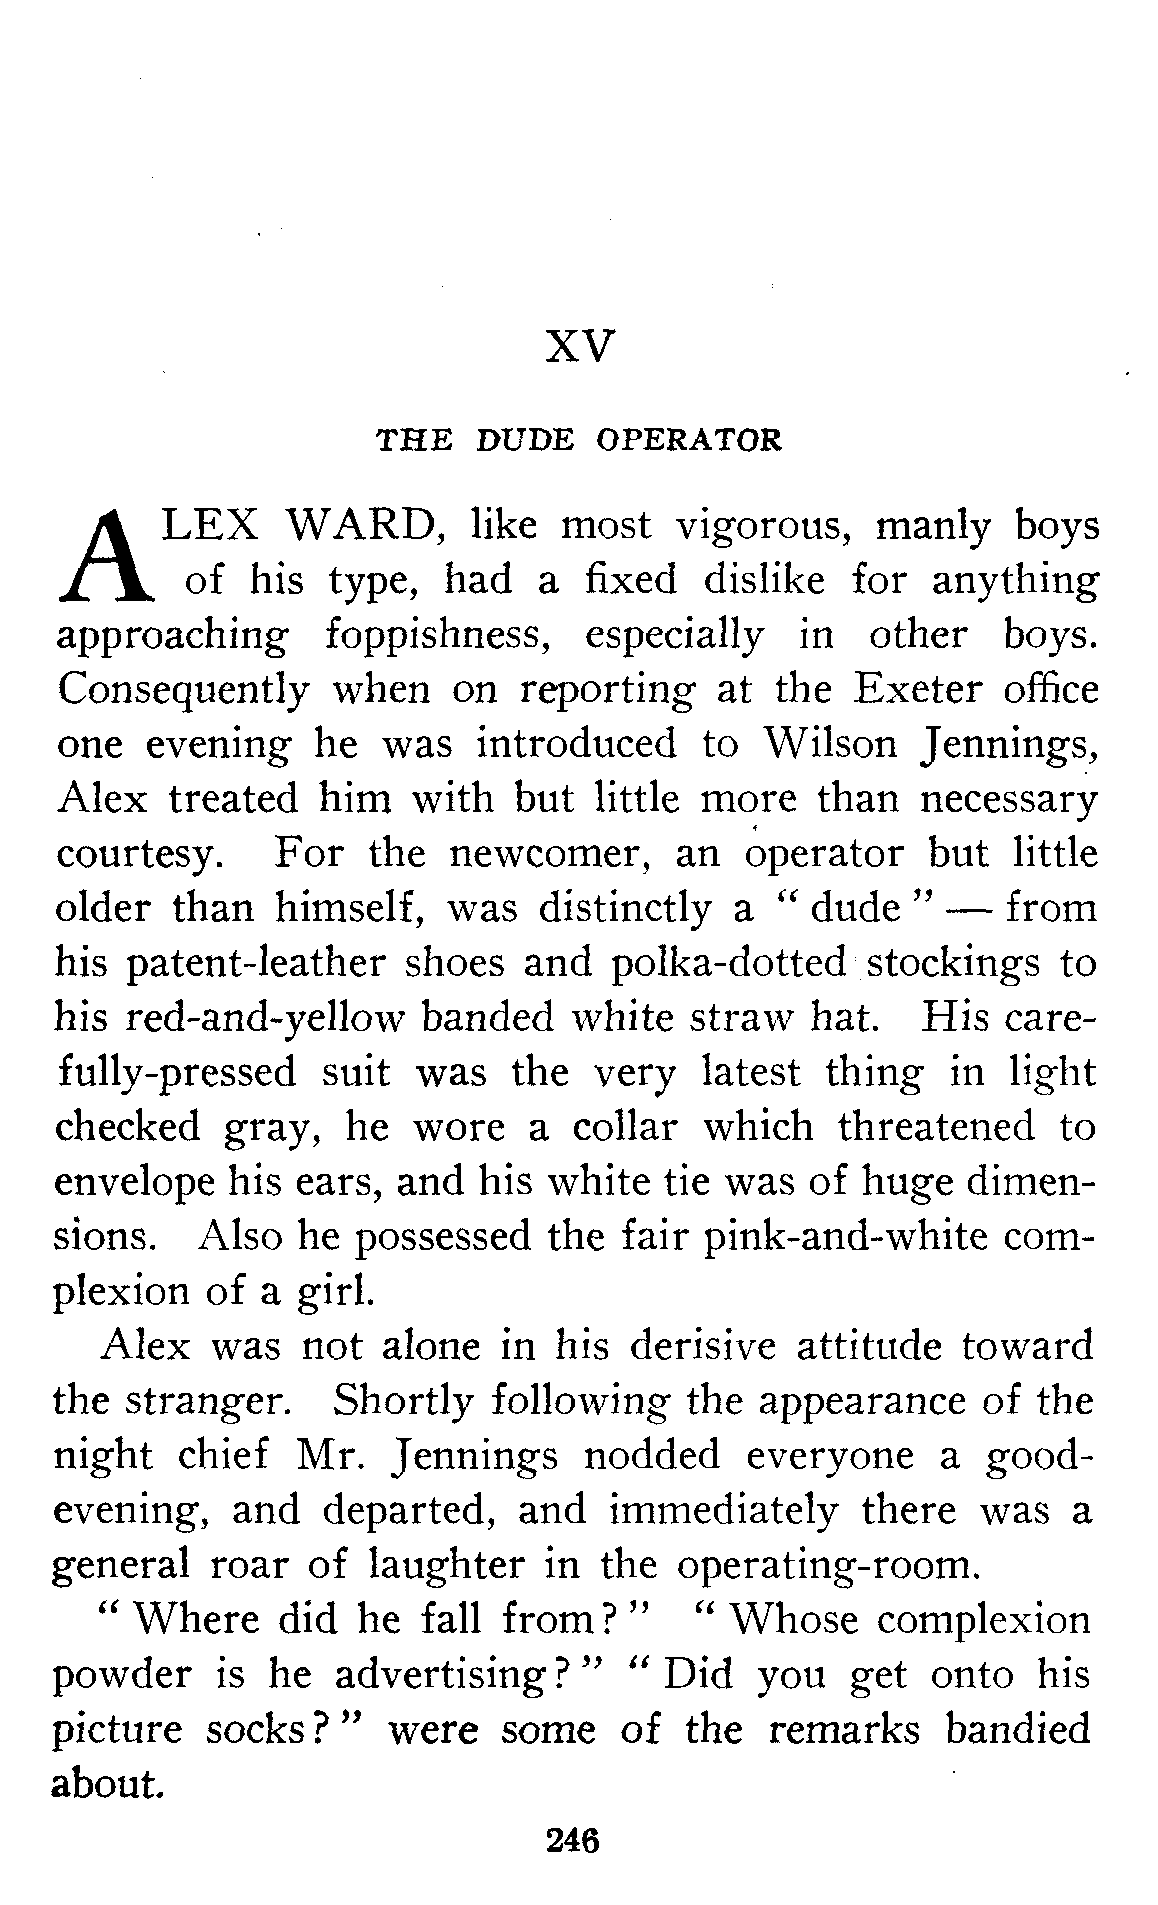 XV
THE DUDE OPERATOR
ALEX WARD, like most vigorous, manly boys
of his type, had a fixed dislike for anything
approaching foppishness, especially in other boys.
Consequently when on reporting at the Exeter office
one evening he was introduced to Wilson Jennings,
Alex treated him with but little more than necessary
courtesy. For the newcomer, an operator but little
older than himself, was distinctly a “ dude ” — from
his patent-leather shoes and polka-dotted stockings to
his red-and-yellow banded white straw hat. His care-
fully-pressed suit was the very latest thing in light
checked gray, he wore a collar which threatened to
envelope his ears, and his white tie was of huge dimen-
sions. Also he possessed the fair pink-and-white com-
plexion of a girl.
Alex was not alone in his derisive attitude toward
the stranger. Shortly following the appearance of the
night chief Mr. Jennings nodded everyone a good-
evening, and departed, and immediately there was a
general roar of laughter in the operating-room.
“ Where did he fall from? ” “ Whose complexion
powder is he advertising? ” “ Did you get onto his
picture socks? ” were some of the remarks bandied
about.
246